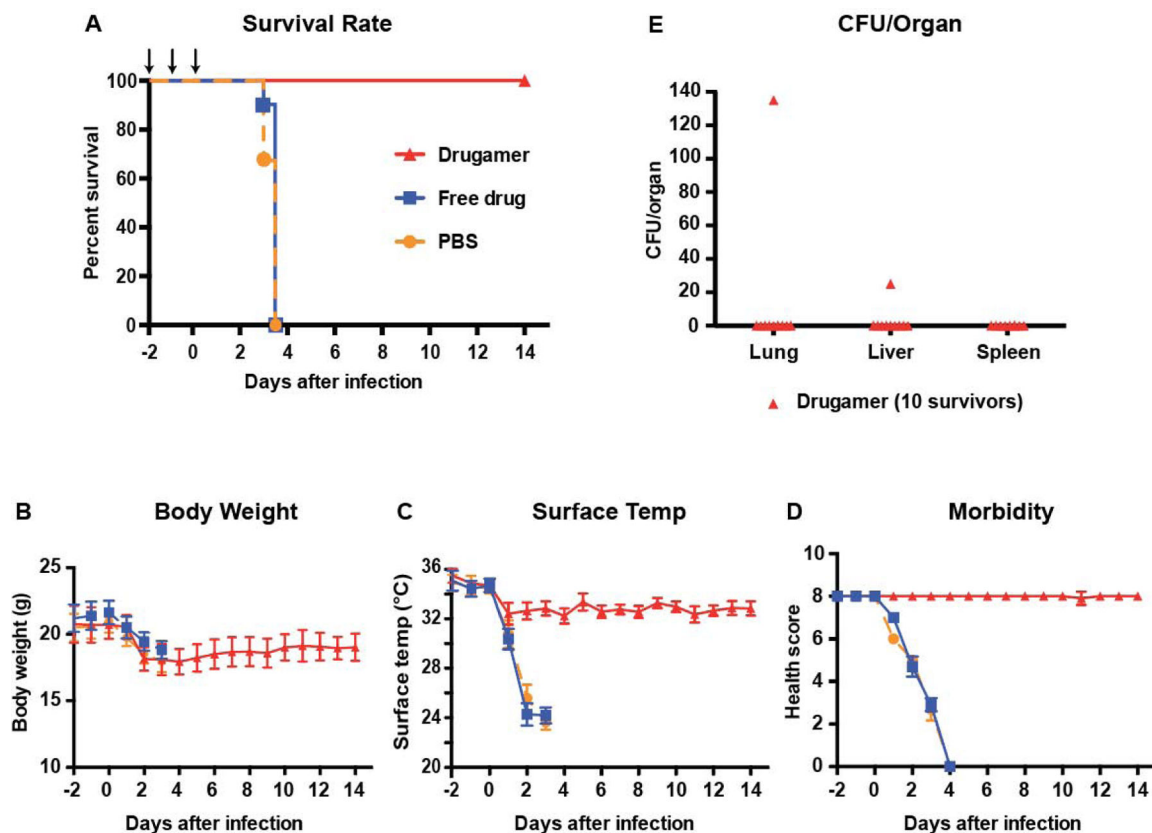 A Survival Rate
Percent survival
100
80
60
40
20
0
-2 0 2 4 6 8 10 12 14
Days after infection
Drugamer
Free drug
PBS
E CFU/Organ
CFU/organ
140
120
100
80
60
40
20
0
Lung Liver Spleen
Drugamer (10 survivors)
B Body Weight
Body weight (g)
25
20
15
10
-2 0 2 4 6 8 10 12 14
Days after infection
C Surface Temp
Surface temp (°C)
36
32
28
24
20
-2 0 2 4 6 8 10 12 14
Days after infection
D Morbidity
Health score
10
8
6
4
2
0
-2 0 2 4 6 8 10 12 14
Days after infection